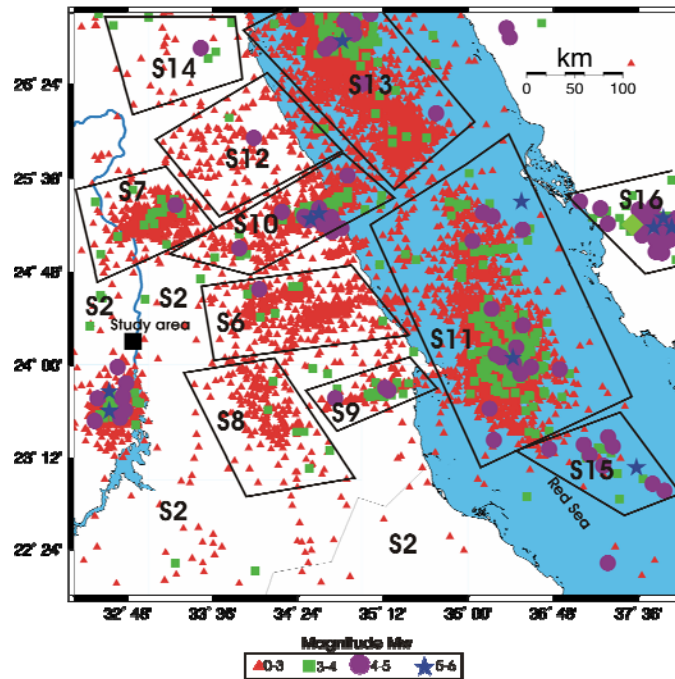 km
0 50 100
S14
S13
26° 24'
S12
25° 36'
S7
S16
S10
24° 48'
S2
S2
S6
Study area
S11
24° 00'
S8
S9
23° 12'
S15
S2
Red Sea
22° 24'
S2
32° 48'
33° 36'
34° 24'
35° 12'
36° 00'
36° 48'
37° 36'
Magnitude Mw
0-3 3-4 4-5 5-6